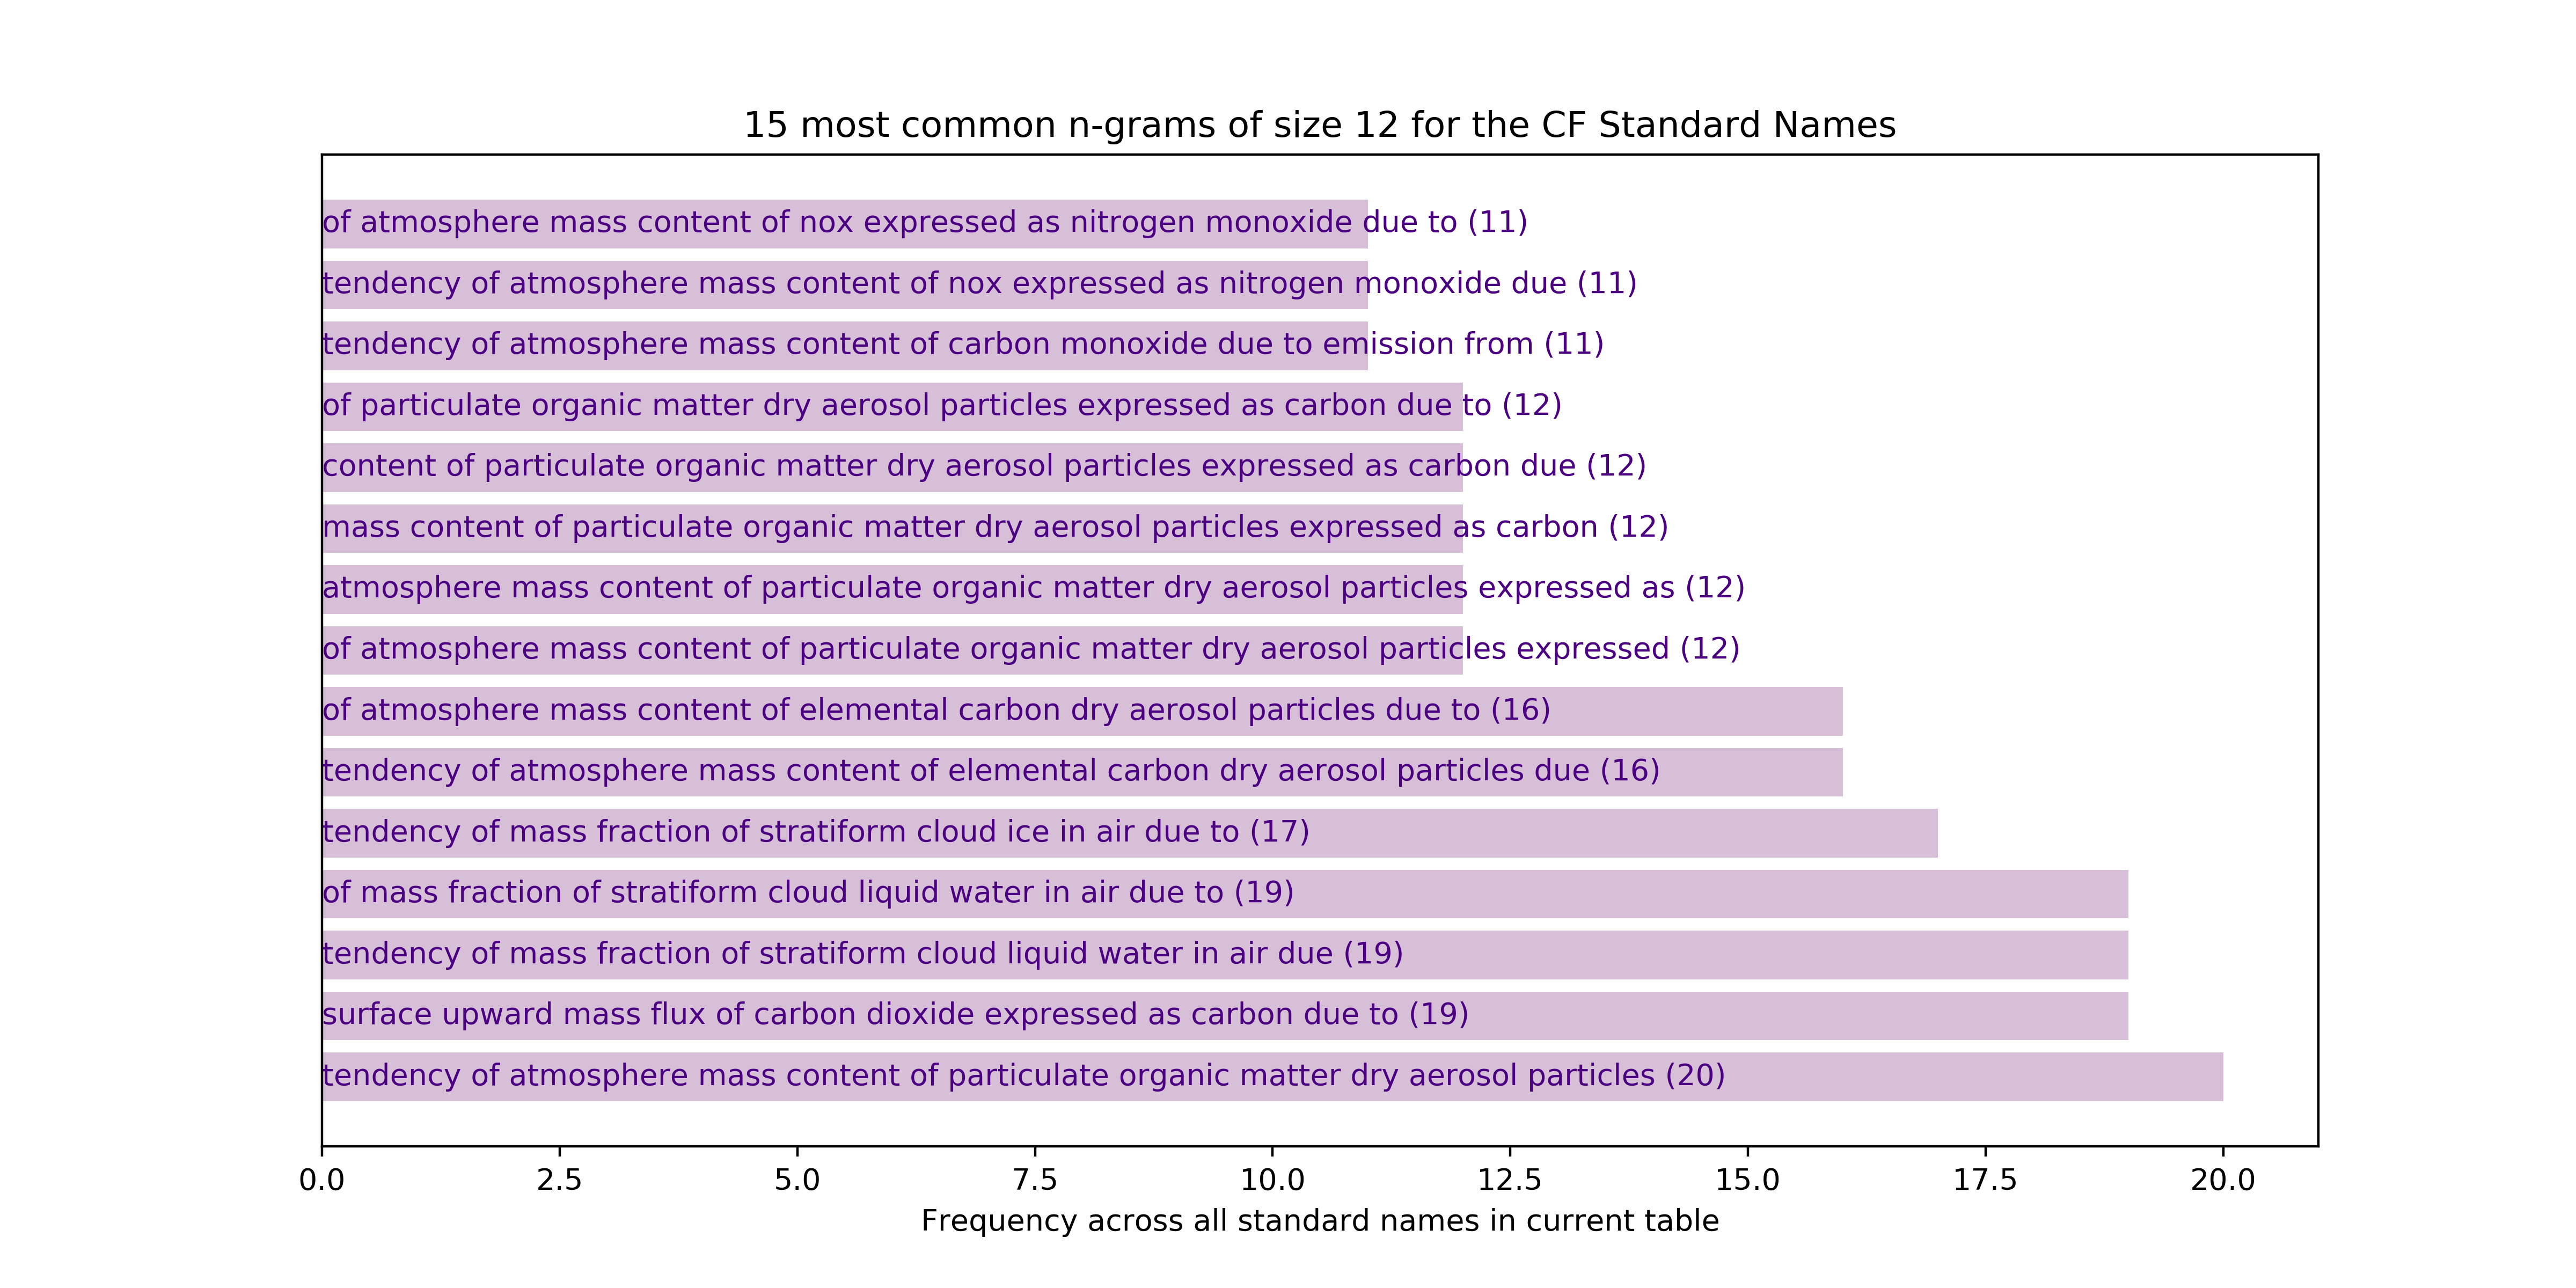 15 most common n-grams of size 12 for the CF Standard Names
of atmosphere mass content of nox expressed as nitrogen monoxide due to (11)
tendency of atmosphere mass content of nox expressed as nitrogen monoxide due (11)
tendency of atmosphere mass content of carbon monoxide due to emission from (11)
of particulate organic matter dry aerosol particles expressed as carbon due to (12)
content of particulate organic matter dry aerosol particles expressed as carbon due (12)
mass content of particulate organic matter dry aerosol particles expressed as carbon (12)
atmosphere mass content of particulate organic matter dry aerosol particles expressed as (12)
of atmosphere mass content of particulate organic matter dry aerosol particles expressed (12)
of atmosphere mass content of elemental carbon dry aerosol particles due to (16)
tendency of atmosphere mass content of elemental carbon dry aerosol particles due (16)
tendency of mass fraction of stratiform cloud ice in air due to (17)
of mass fraction of stratiform cloud liquid water in air due to (19)
tendency of mass fraction of stratiform cloud liquid water in air due (19)
surface upward mass flux of carbon dioxide expressed as carbon due to (19)
tendency of atmosphere mass content of particulate organic matter dry aerosol particles (20)
0.0 2.5 5.0 7.5 10.0 12.5 15.0 17.5 20.0
Frequency across all standard names in current table